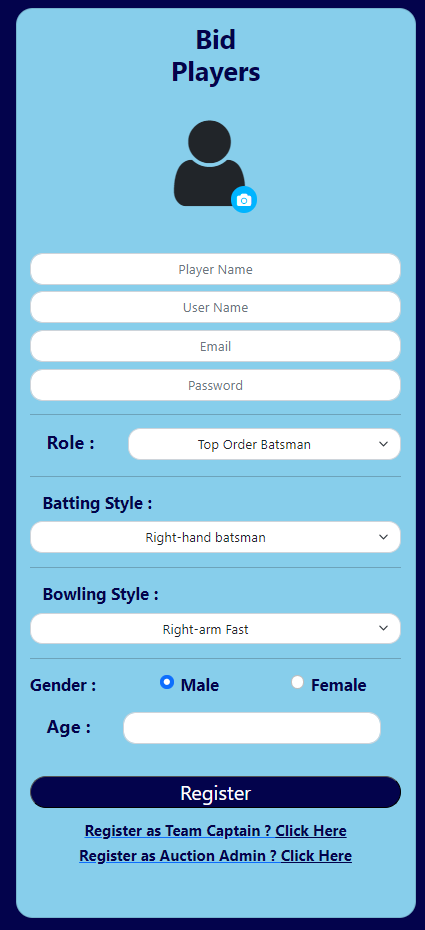 Bid
Players
Player Name
User Name
Email
Password
Role : Top Order Batsman
Batting Style :
Right-hand batsman
Bowling Style :
Right-arm Fast
Gender : Male Female
Age :
Register
Register as Team Captain ? Click Here
Register as Auction Admin ? Click Here